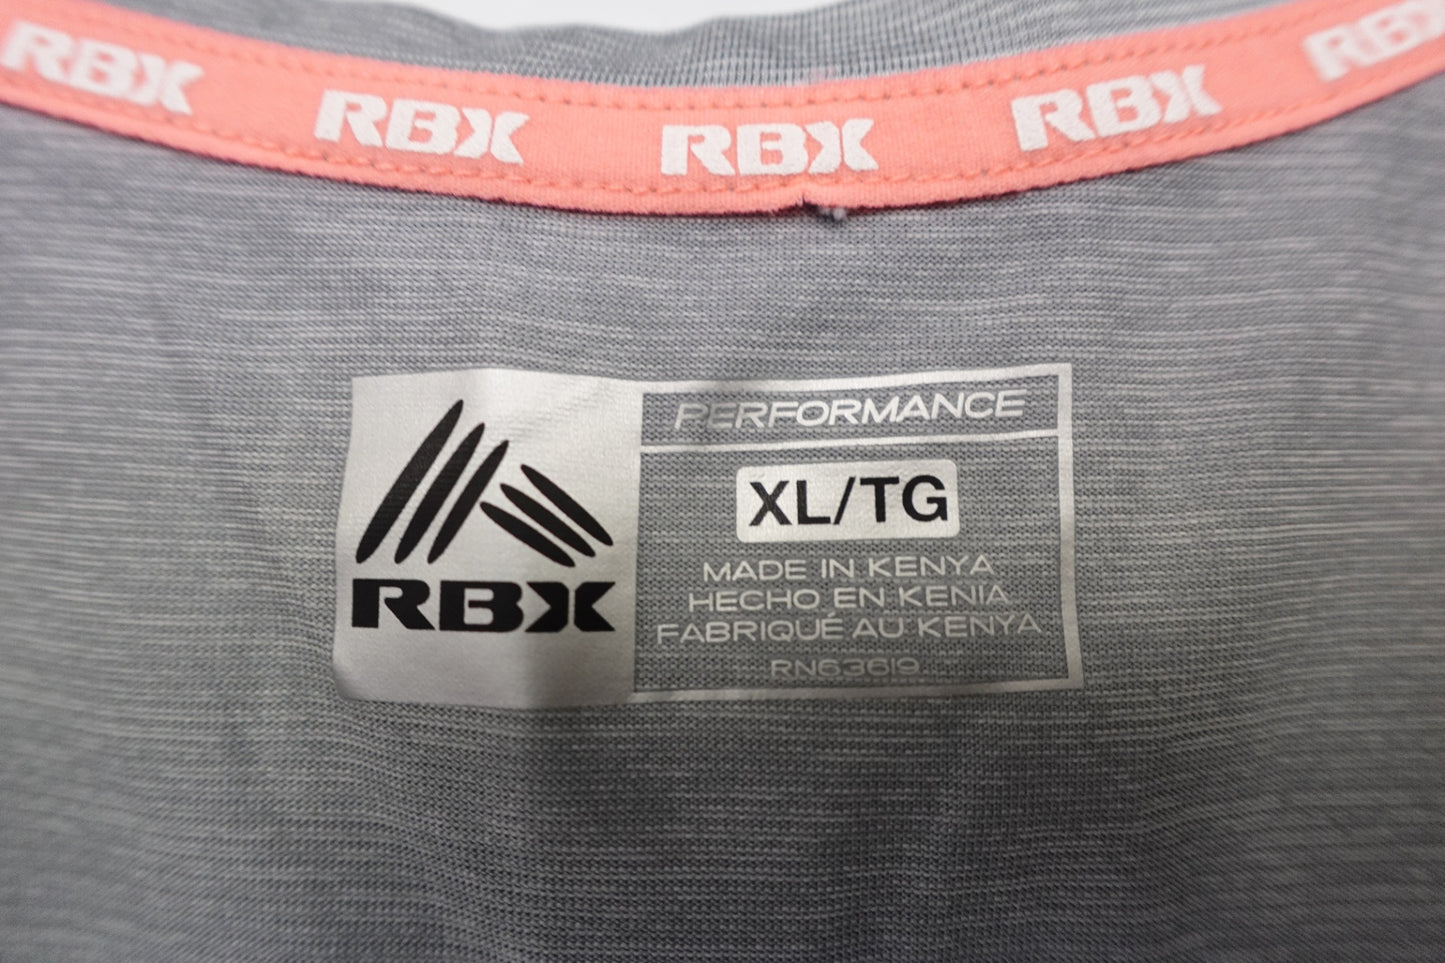 RBX RBX RBX RBX RBX
PERFORMANCE
XL/TG
RBX
MADE IN KENYA
HECHO EN KENIA
FABRIQUÉ AU KENYA
RN63619